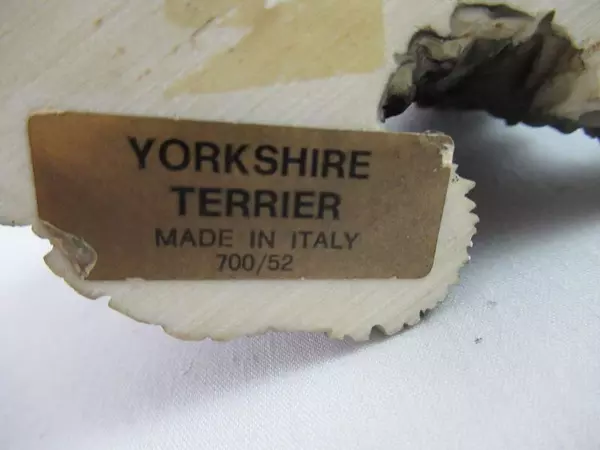 YORKSHIRE
TERRIER
MADE IN ITALY
700/52